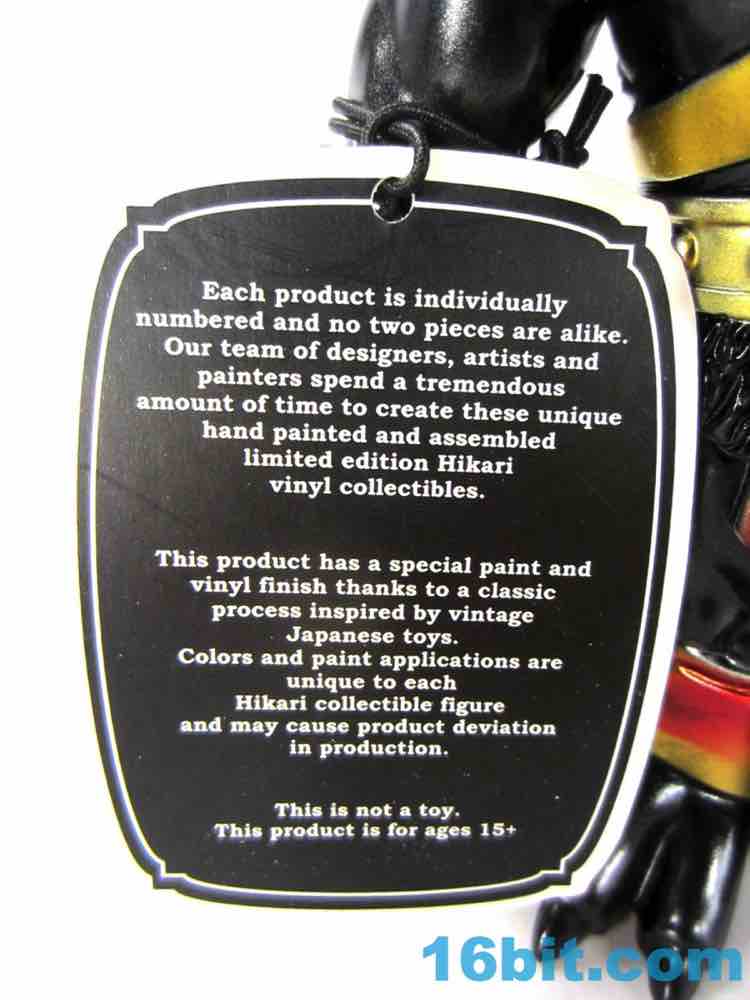 Each product is individually
numbered and no two pieces are alike.
Our team of designers, artists and
painters spend a tremendous
amount of time to create these unique
hand painted and assembled
limited edition Hikari
vinyl collectibles.
This product has a special paint and
vinyl finish thanks to a classic
process inspired by vintage
Japanese toys.
Colors and paint applications are
unique to each
Hikari collectible figure
and may cause product deviation
in production.
This is not a toy.
This product is for ages 15+
16bit.com